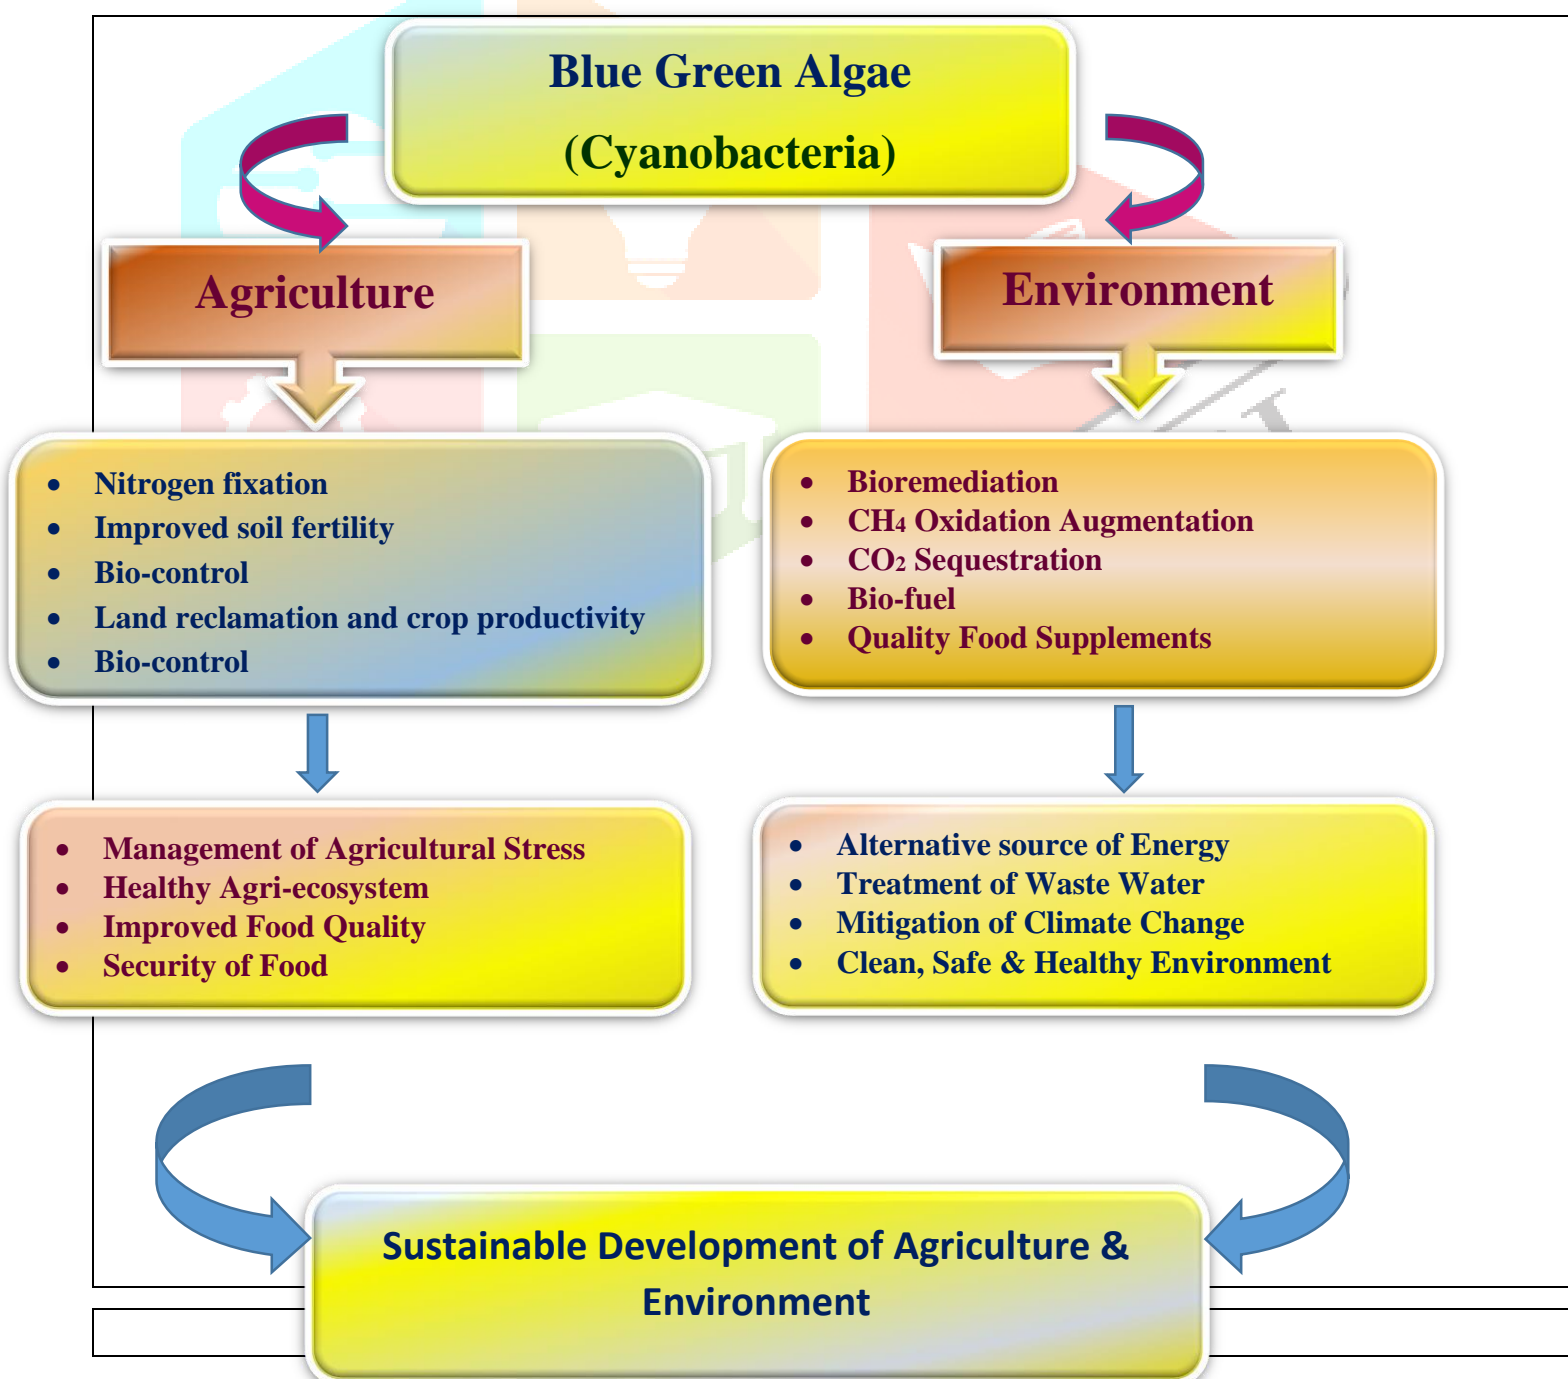 Blue Green Algae
(Cyanobacteria)
Agriculture
Environment
• Nitrogen fixation
• Improved soil fertility
• Bio-control
• Land reclamation and crop productivity
• Bio-control
• Bioremediation
• CH4 Oxidation Augmentation
• CO2 Sequestration
• Bio-fuel
• Quality Food Supplements
• Management of Agricultural Stress
• Healthy Agri-ecosystem
• Improved Food Quality
• Security of Food
• Alternative source of Energy
• Treatment of Waste Water
• Mitigation of Climate Change
• Clean, Safe & Healthy Environment
Sustainable Development of Agriculture &
Environment